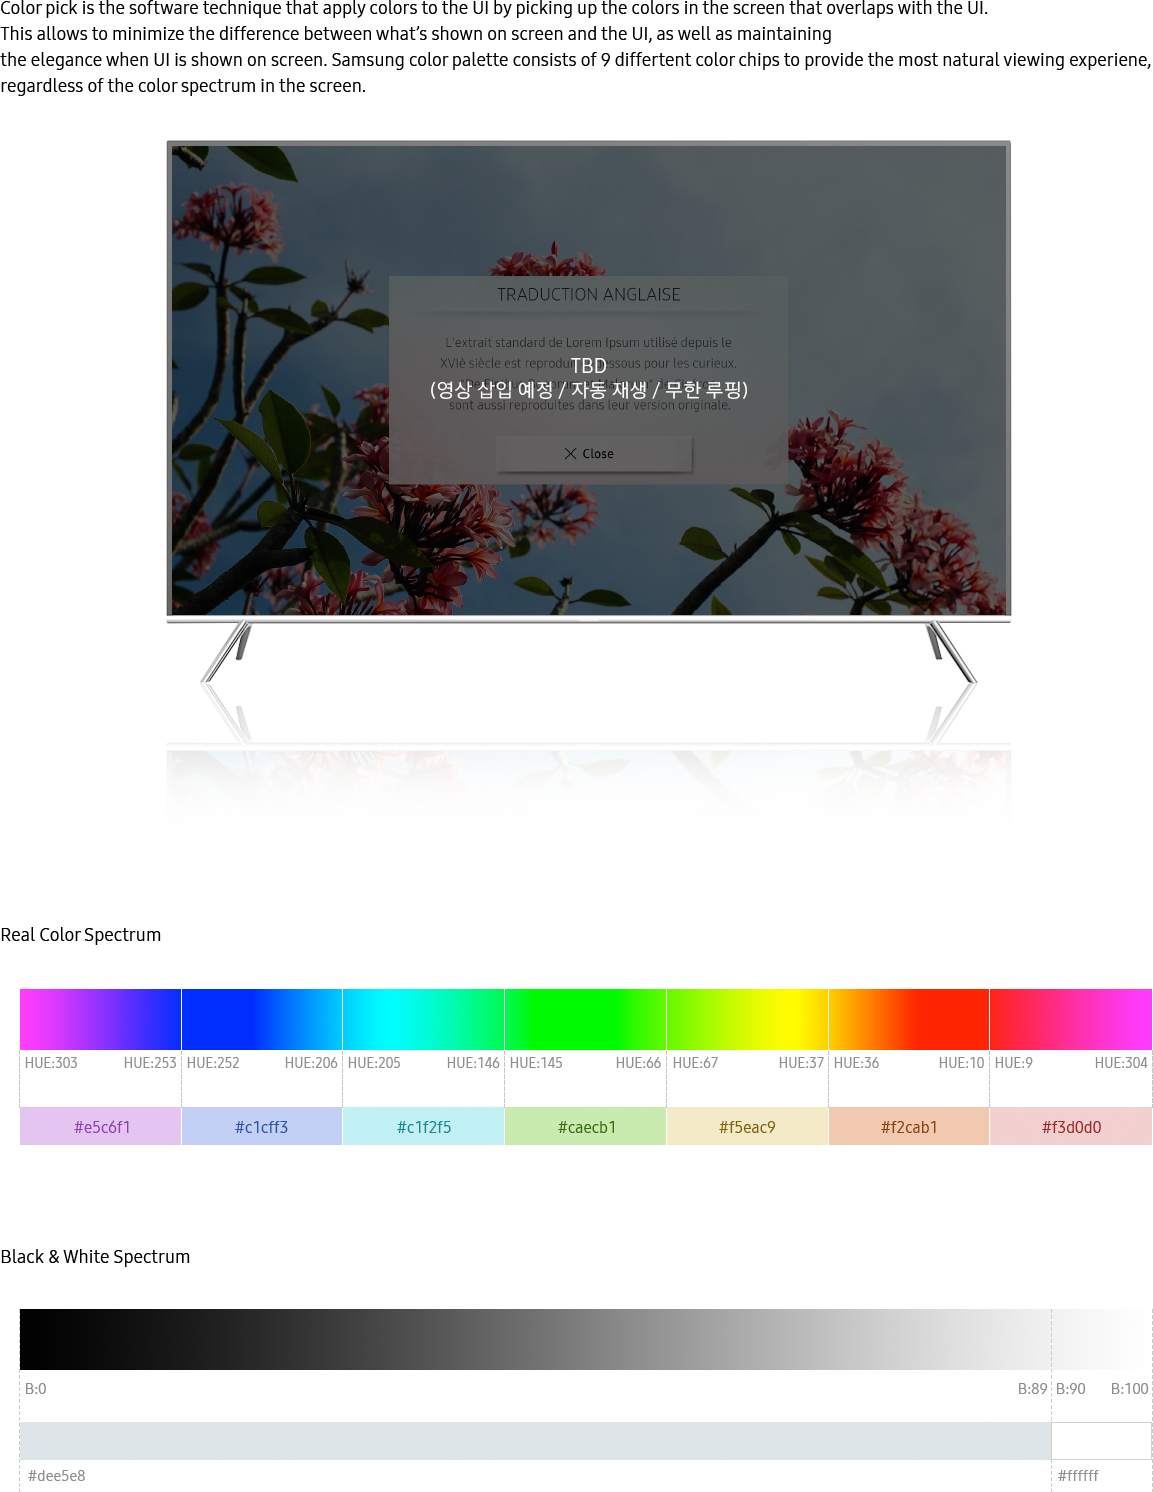 Color pick is the software technique that apply colors to the UI by picking up the colors in the screen that overlaps with the UI.
This allows to minimize the difference between what's shown on screen and the UI, as well as maintaining
the elegance when UI is shown on screen. Samsung color palette consists of 9 differtent color chips to provide the most natural viewing experiene,
regardless of the color spectrum in the screen.
TRADUCTION ANGLAISE
L'extrait standard de Lorem Ipsum utilisé depuis le
XVIè siècle est reprodui essous pour les curieux.
TBD
(영상 삽입 예정 / 자동 재생 / 무한 루핑)
sont aussi reproduites dans leur version originale.
Close
Real Color Spectrum
HUE:303 HUE:253 HUE:252 HUE:206 HUE:205 HUE:146 HUE:145 HUE:66 HUE:67 HUE:37 HUE:36 HUE:10 HUE:9 HUE:304
#e5c6f1 #c1cff3 #c1f2f5 #caecb1 #f5eac9 #f2cab1 #f3d0d0
Black & White Spectrum
B:0 B:89 B:90 B:100
#dee5e8 #ffffff